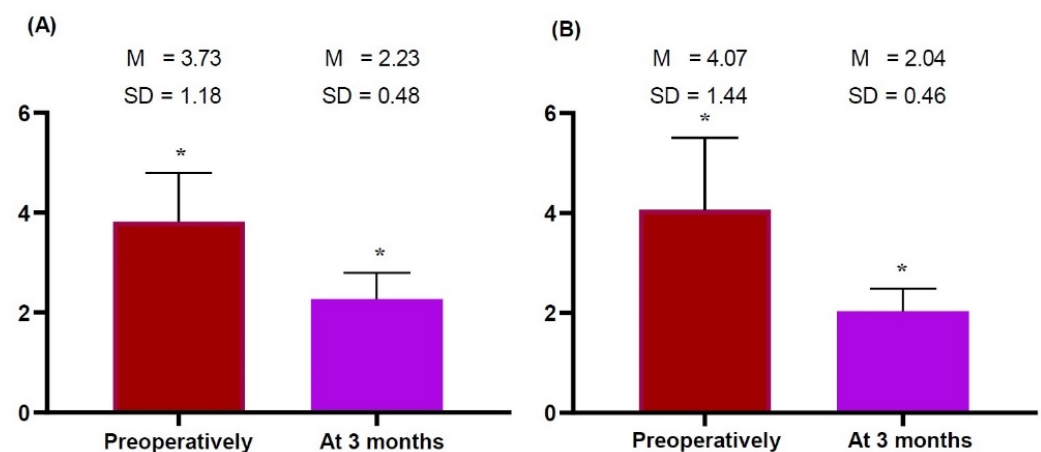 (A)
M = 3.73
M = 2.23
SD = 1.18
SD = 0.48
6
*
4
*
2
0
Preoperatively
At 3 months
(B)
M = 4.07
M = 2.04
SD = 1.44
SD = 0.46
6
*
4
*
2
0
Preoperatively
At 3 months